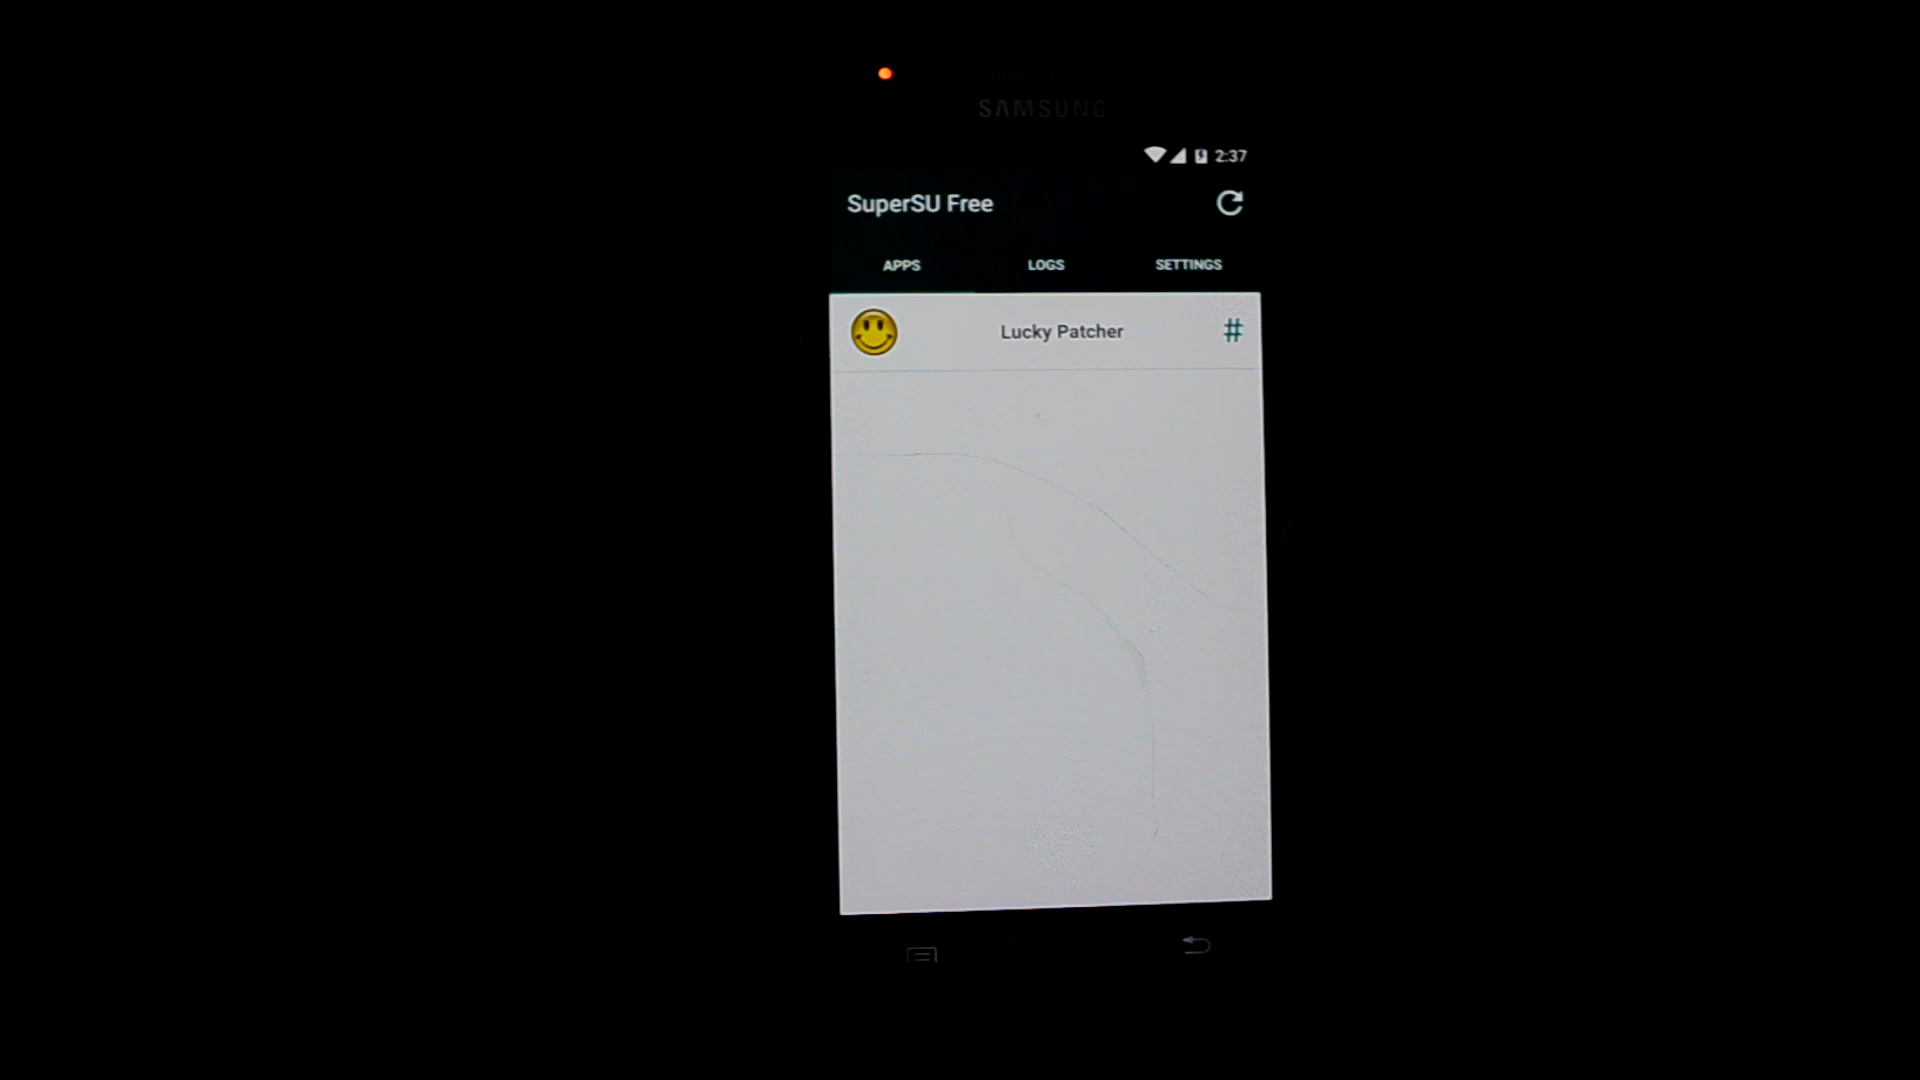 SAMSUNG
2:37
SuperSU Free
APPS LOGS SETTINGS
Lucky Patcher #